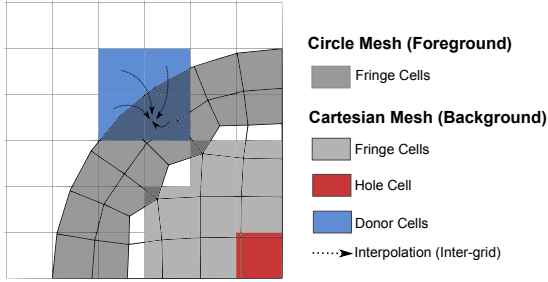 Circle Mesh (Foreground)
Fringe Cells
Cartesian Mesh (Background)
Fringe Cells
Hole Cell
Donor Cells
Interpolation (Inter-grid)